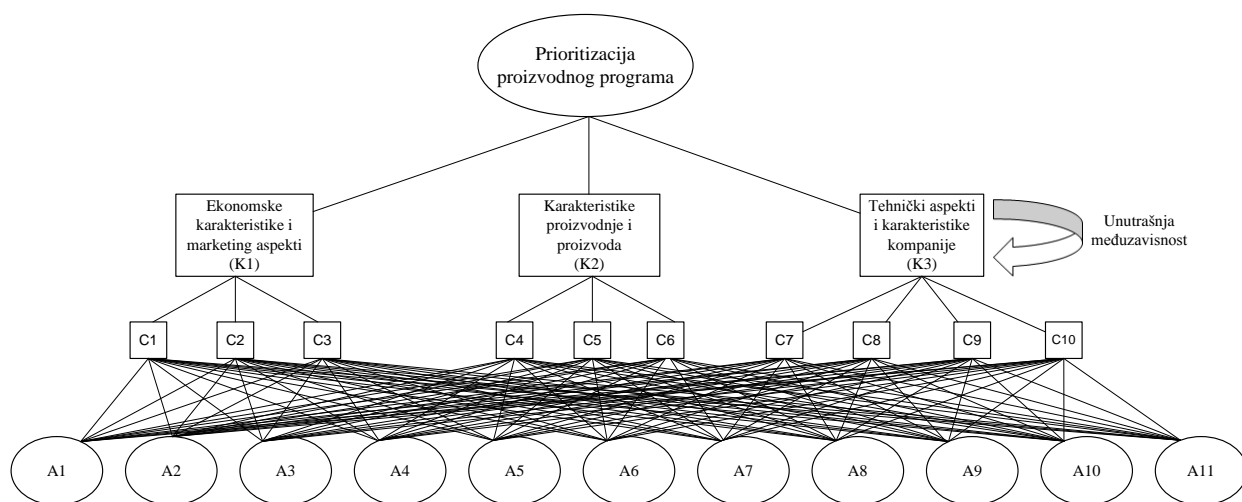 Prioritizacija
proizvodnog programa
Ekonomske
karakteristike i
marketing aspekti
(K1)
Karakteristike
proizvodnje i
proizvoda
(K2)
Tehnički aspekti
i karakteristike
kompanije
(K3)
Unutrašnja
međuzavisnost
C1
C2
C3
C4
C5
C6
C7
C8
C9
C10
A1
A2
A3
A4
A5
A6
A7
A8
A9
A10
A11